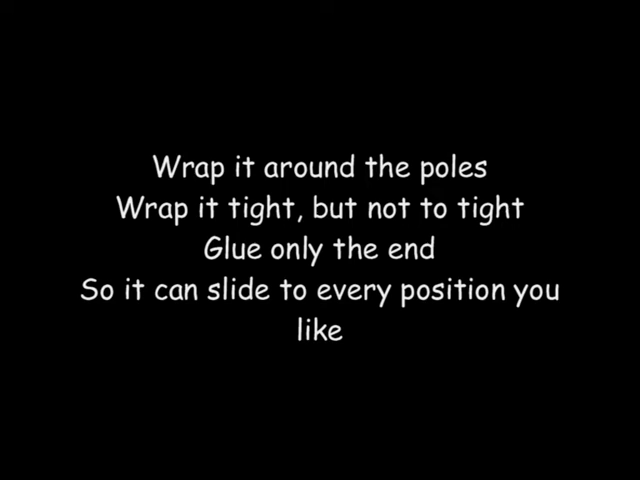 Wrap it around the poles
Wrap it tight, but not to tight
Glue only the end
So it can slide to every position you
like